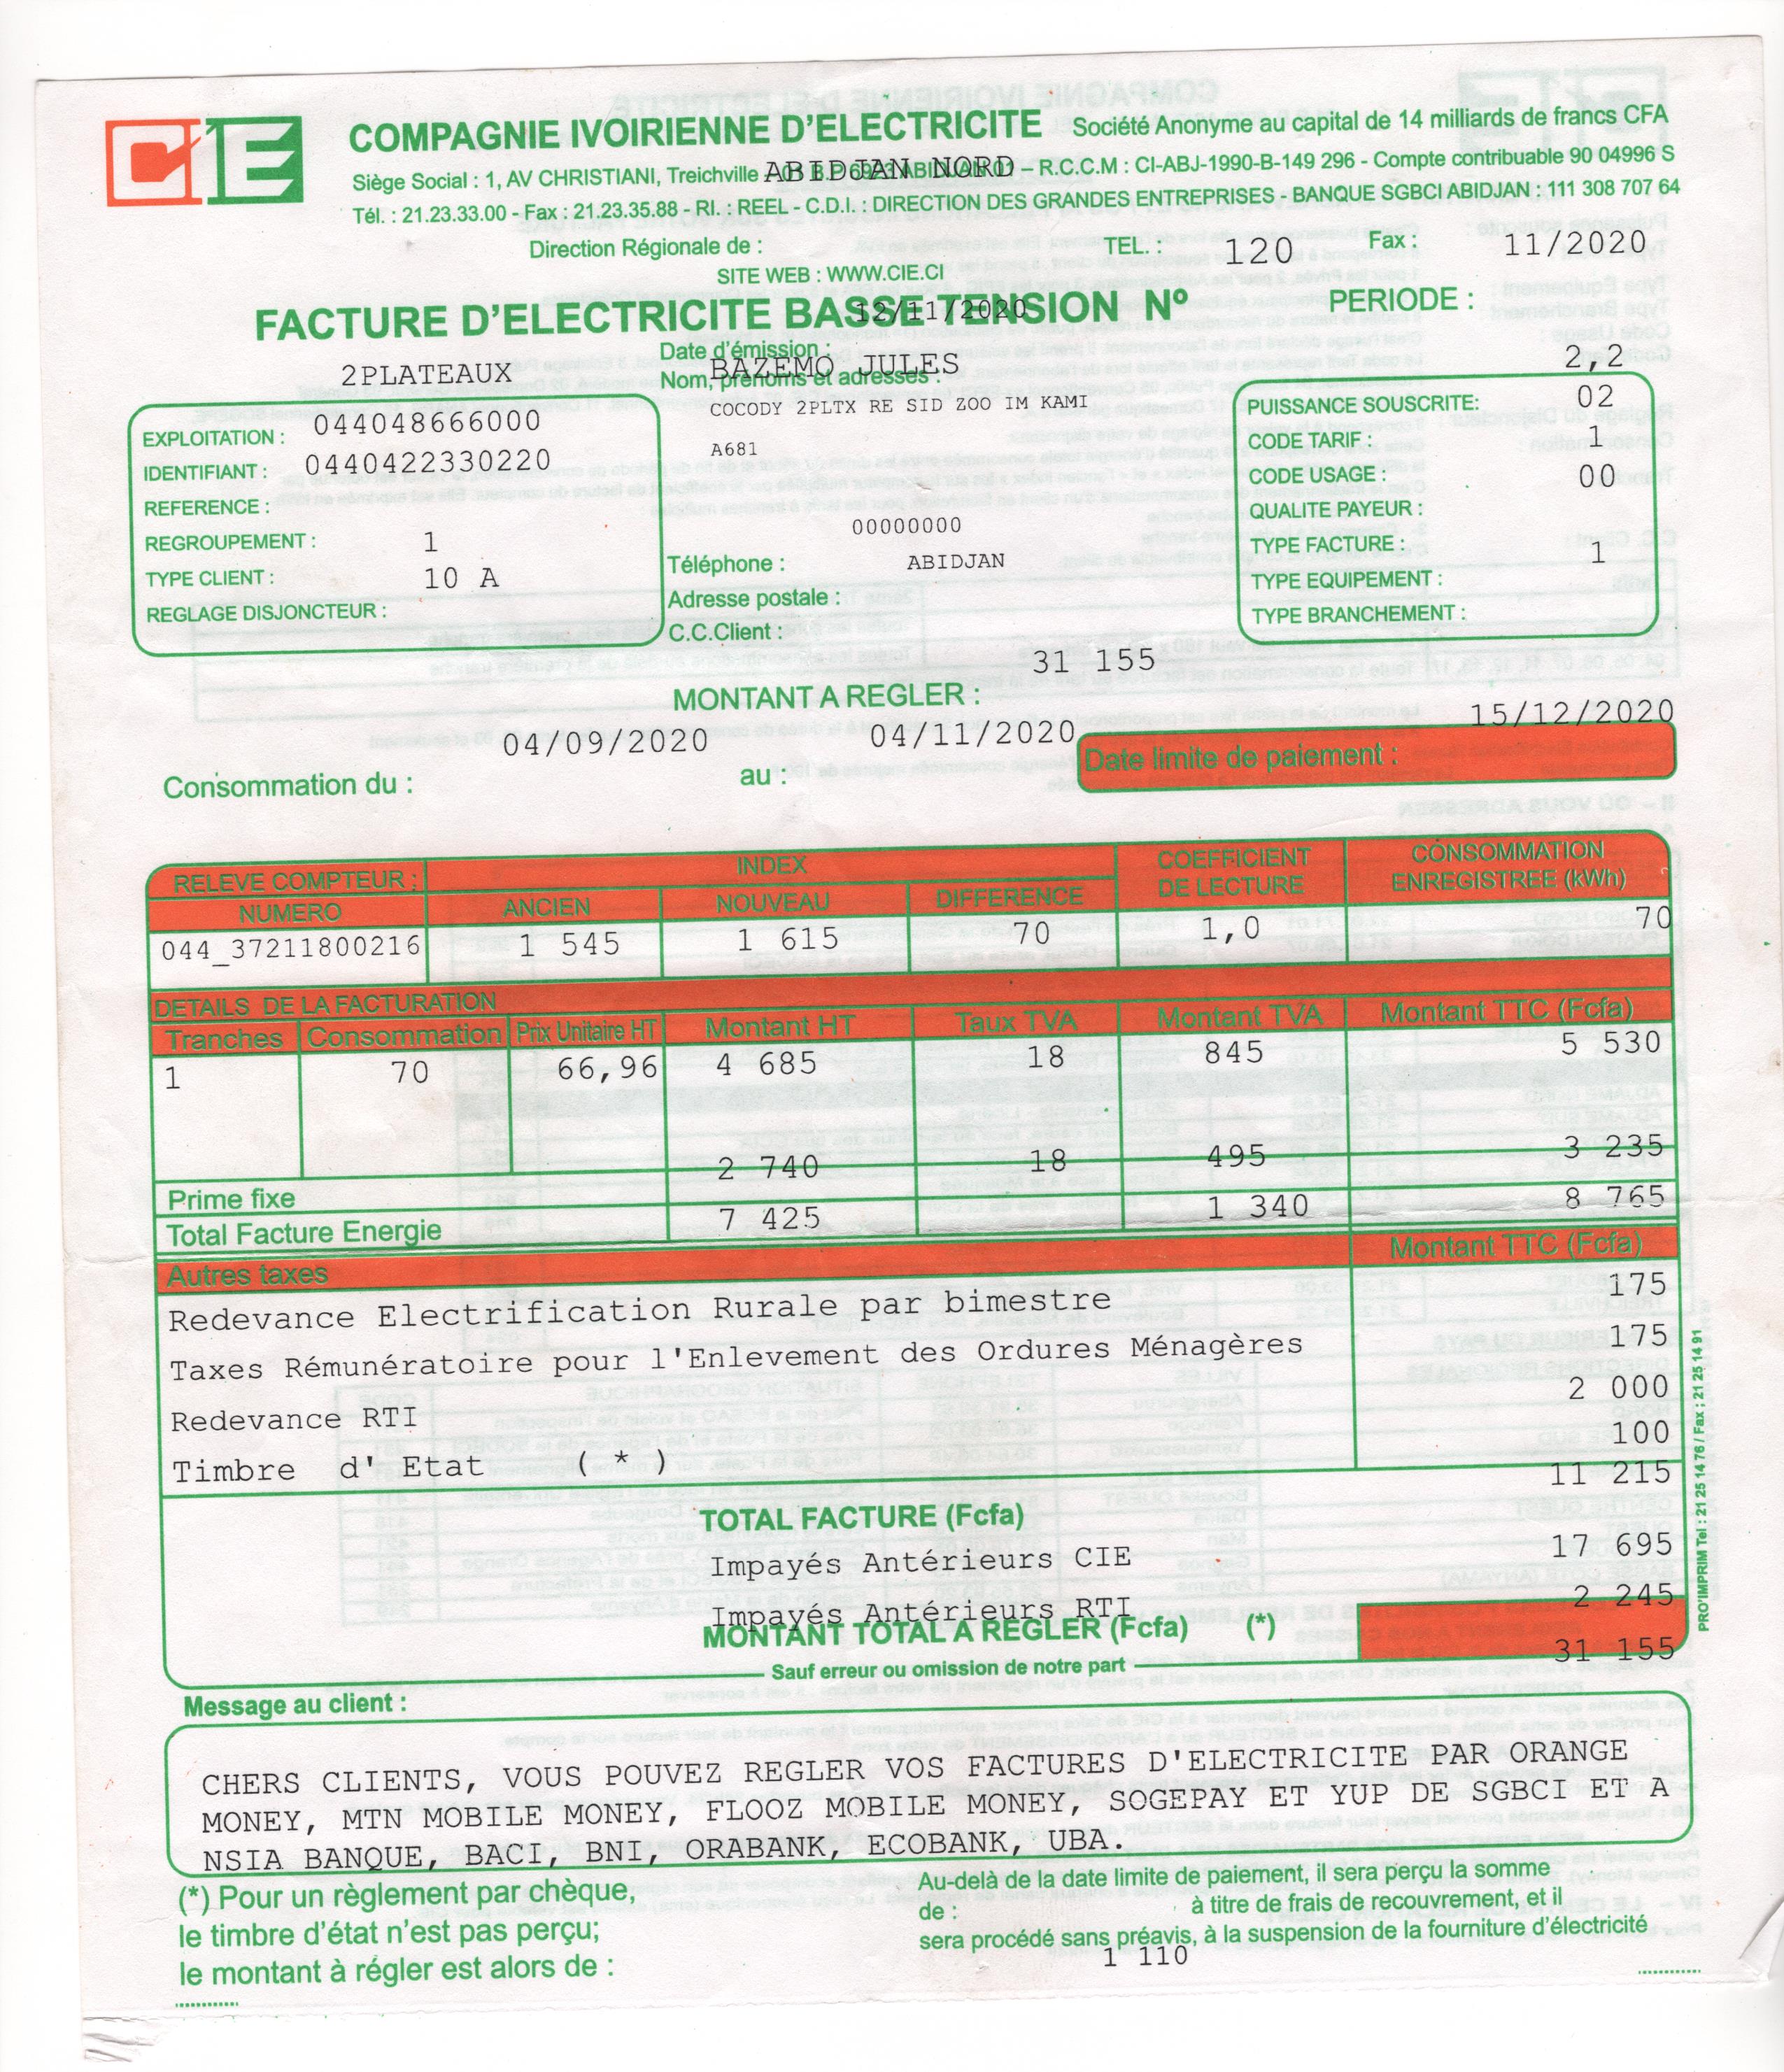 CIE
COMPAGNIE IVOIRIENNE D'ELECTRICITE Société Anonyme au capital de 14 milliards de francs CFA
Siège Social : 1, AV CHRISTIANI, Treichville – R.C.C.M : CI-ABJ-1990-B-149 296 - Compte contribuable 90 04996 S
ABIDJAN NORD
Tél. : 21.23.33.00 - Fax : 21.23.35.88 - RI. : REEL - C.D.I. : DIRECTION DES GRANDES ENTREPRISES - BANQUE SGBCI ABIDJAN : 111 308 707 64
Direction Régionale de : TEL. : 120 Fax : 11/2020
SITE WEB : WWW.CIE.CI
FACTURE D'ELECTRICITE BASSE TENSION Nº PERIODE :
12/11/2020
Date d'émission :
2PLATEAUX BAZEMO JULES 2,2
Nom, prénoms et adresses :
COCODY 2PLTX RE SID ZOO IM KAMI
A681
EXPLOITATION : 044048666000
IDENTIFIANT : 0440422330220
REFERENCE :
REGROUPEMENT : 1
TYPE CLIENT : 10 A
REGLAGE DISJONCTEUR :
00000000
Téléphone : ABIDJAN
Adresse postale :
C.C.Client :
PUISSANCE SOUSCRITE: 02
CODE TARIF : 1
CODE USAGE : 00
QUALITE PAYEUR :
TYPE FACTURE : 1
TYPE EQUIPEMENT :
TYPE BRANCHEMENT :
31 155
MONTANT A REGLER :
04/09/2020 04/11/2020 15/12/2020
Consommation du : au : Date limite de paiement :
RELEVE COMPTEUR : INDEX COEFFICIENT DE LECTURE CONSOMMATION ENREGISTREE (kWh)
NUMERO ANCIEN NOUVEAU DIFFERENCE
044_37211800216 1 545 1 615 70 1,0 70
DETAILS DE LA FACTURATION
Tranches Consommation Prix Unitaire HT Montant HT Taux TVA Montant TVA Montant TTC (Fcfa)
1 70 66,96 4 685 18 845 5 530
2 740 18 495 3 235
Prime fixe
7 425 1 340 8 765
Total Facture Energie
Autres taxes Montant TTC (Fcfa)
Redevance Electrification Rurale par bimestre 175
Taxes Rémunératoire pour l'Enlevement des Ordures Ménagères 175
Redevance RTI 2 000
Timbre d' Etat ( * ) 100
11 215
TOTAL FACTURE (Fcfa)
Impayés Antérieurs CIE 17 695
Impayés Antérieurs RTI 2 245
MONTANT TOTAL A REGLER (Fcfa) (*) 31 155
Sauf erreur ou omission de notre part
PRO'IMPRIM Tel : 21 25 14 76 / Fax : 21 25 14 91
Message au client :
CHERS CLIENTS, VOUS POUVEZ REGLER VOS FACTURES D'ELECTRICITE PAR ORANGE
MONEY, MTN MOBILE MONEY, FLOOZ MOBILE MONEY, SOGEPAY ET YUP DE SGBCI ET A
NSIA BANQUE, BACI, BNI, ORABANK, ECOBANK, UBA.
(*) Pour un règlement par chèque,
le timbre d'état n'est pas perçu;
le montant à régler est alors de :
Au-delà de la date limite de paiement, il sera perçu la somme
de : à titre de frais de recouvrement, et il
sera procédé sans préavis, à la suspension de la fourniture d'électricité
1 110